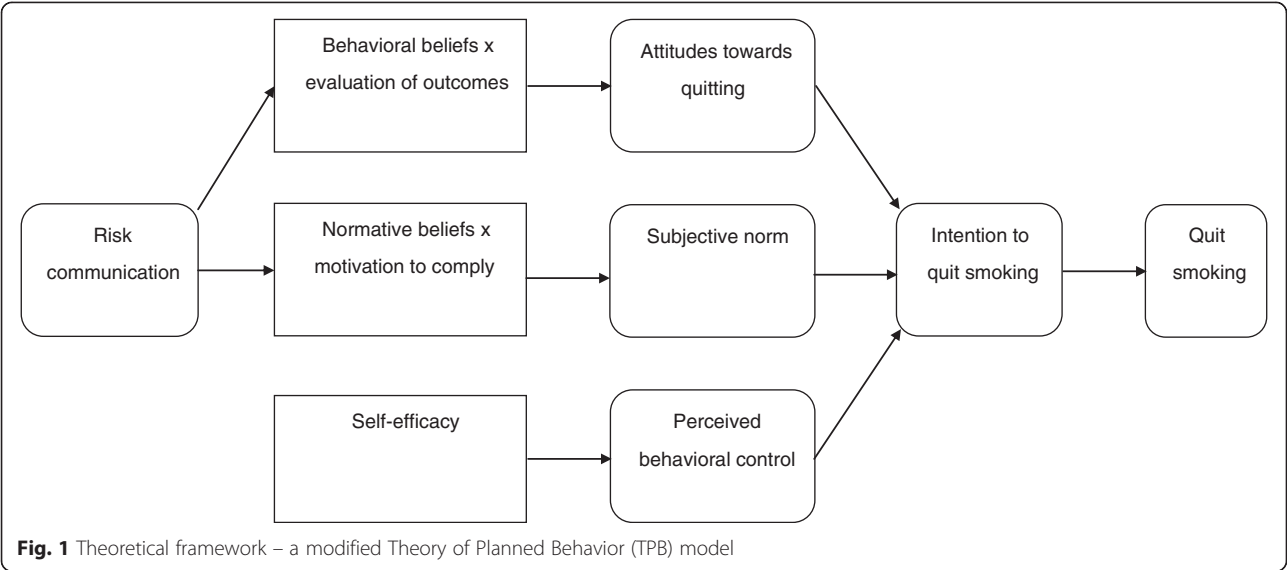 Behavioral beliefs x
evaluation of outcomes
Attitudes towards
quitting
Risk
communication
Normative beliefs x
motivation to comply
Subjective norm
Intention to
quit smoking
Quit
smoking
Self-efficacy
Perceived
behavioral control
Fig. 1 Theoretical framework – a modified Theory of Planned Behavior (TPB) model